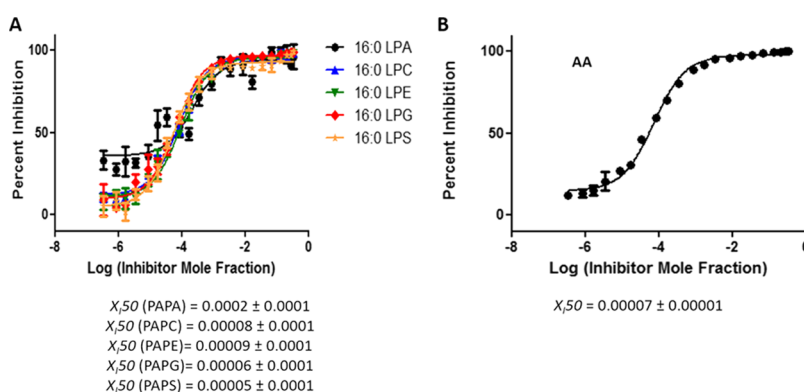 A
Percent Inhibition
100
50
0
-8
-6
-4
-2
0
Log (Inhibitor Mole Fraction)
16:0 LPA
16:0 LPC
16:0 LPE
16:0 LPG
16:0 LPS
XI50 (PAPA) = 0.0002 ± 0.0001
XI50 (PAPC) = 0.00008 ± 0.0001
XI50 (PAPE)= 0.00009 ± 0.0001
XI50 (PAPG)= 0.00006 ± 0.0001
XI50 (PAPS)= 0.00005 ± 0.0001
B
AA
Percent Inhibition
100
50
0
-8
-6
-4
-2
0
Log (Inhibitor Mole Fraction)
XI50 = 0.00007 ± 0.00001